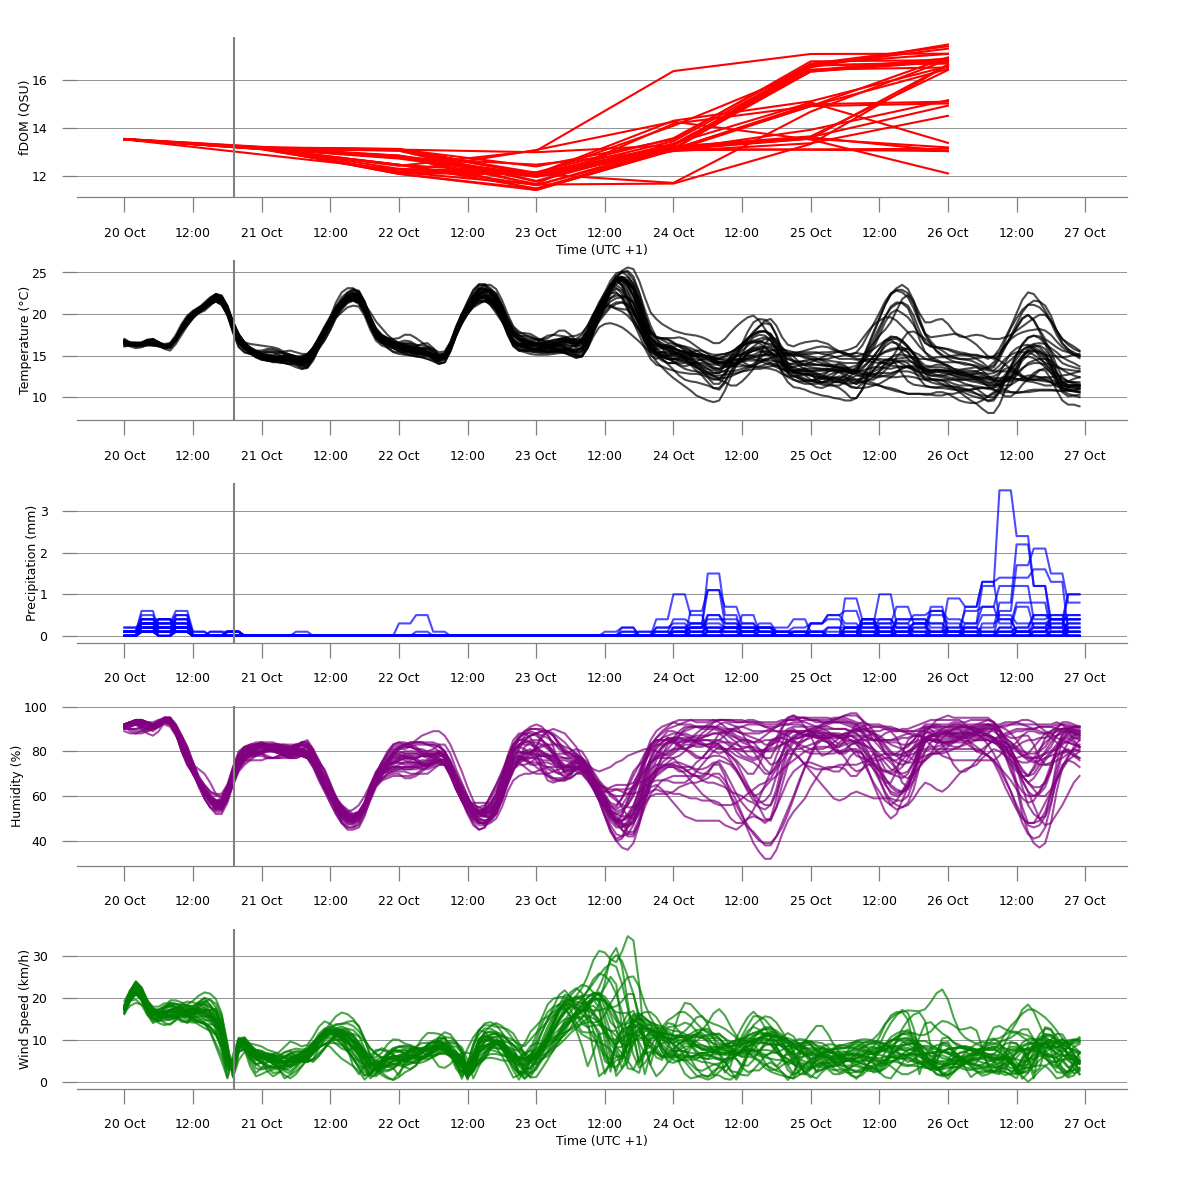 fDOM (QSU)
16
14
12
20 Oct 12:00 21 Oct 12:00 22 Oct 12:00 23 Oct 12:00 24 Oct 12:00 25 Oct 12:00 26 Oct 12:00 27 Oct
Time (UTC +1)
Temperature (°C)
25
20
15
10
20 Oct 12:00 21 Oct 12:00 22 Oct 12:00 23 Oct 12:00 24 Oct 12:00 25 Oct 12:00 26 Oct 12:00 27 Oct
Precipitation (mm)
3
2
1
0
20 Oct 12:00 21 Oct 12:00 22 Oct 12:00 23 Oct 12:00 24 Oct 12:00 25 Oct 12:00 26 Oct 12:00 27 Oct
Humidity (%)
100
80
60
40
20 Oct 12:00 21 Oct 12:00 22 Oct 12:00 23 Oct 12:00 24 Oct 12:00 25 Oct 12:00 26 Oct 12:00 27 Oct
Wind Speed (km/h)
30
20
10
0
20 Oct 12:00 21 Oct 12:00 22 Oct 12:00 23 Oct 12:00 24 Oct 12:00 25 Oct 12:00 26 Oct 12:00 27 Oct
Time (UTC +1)